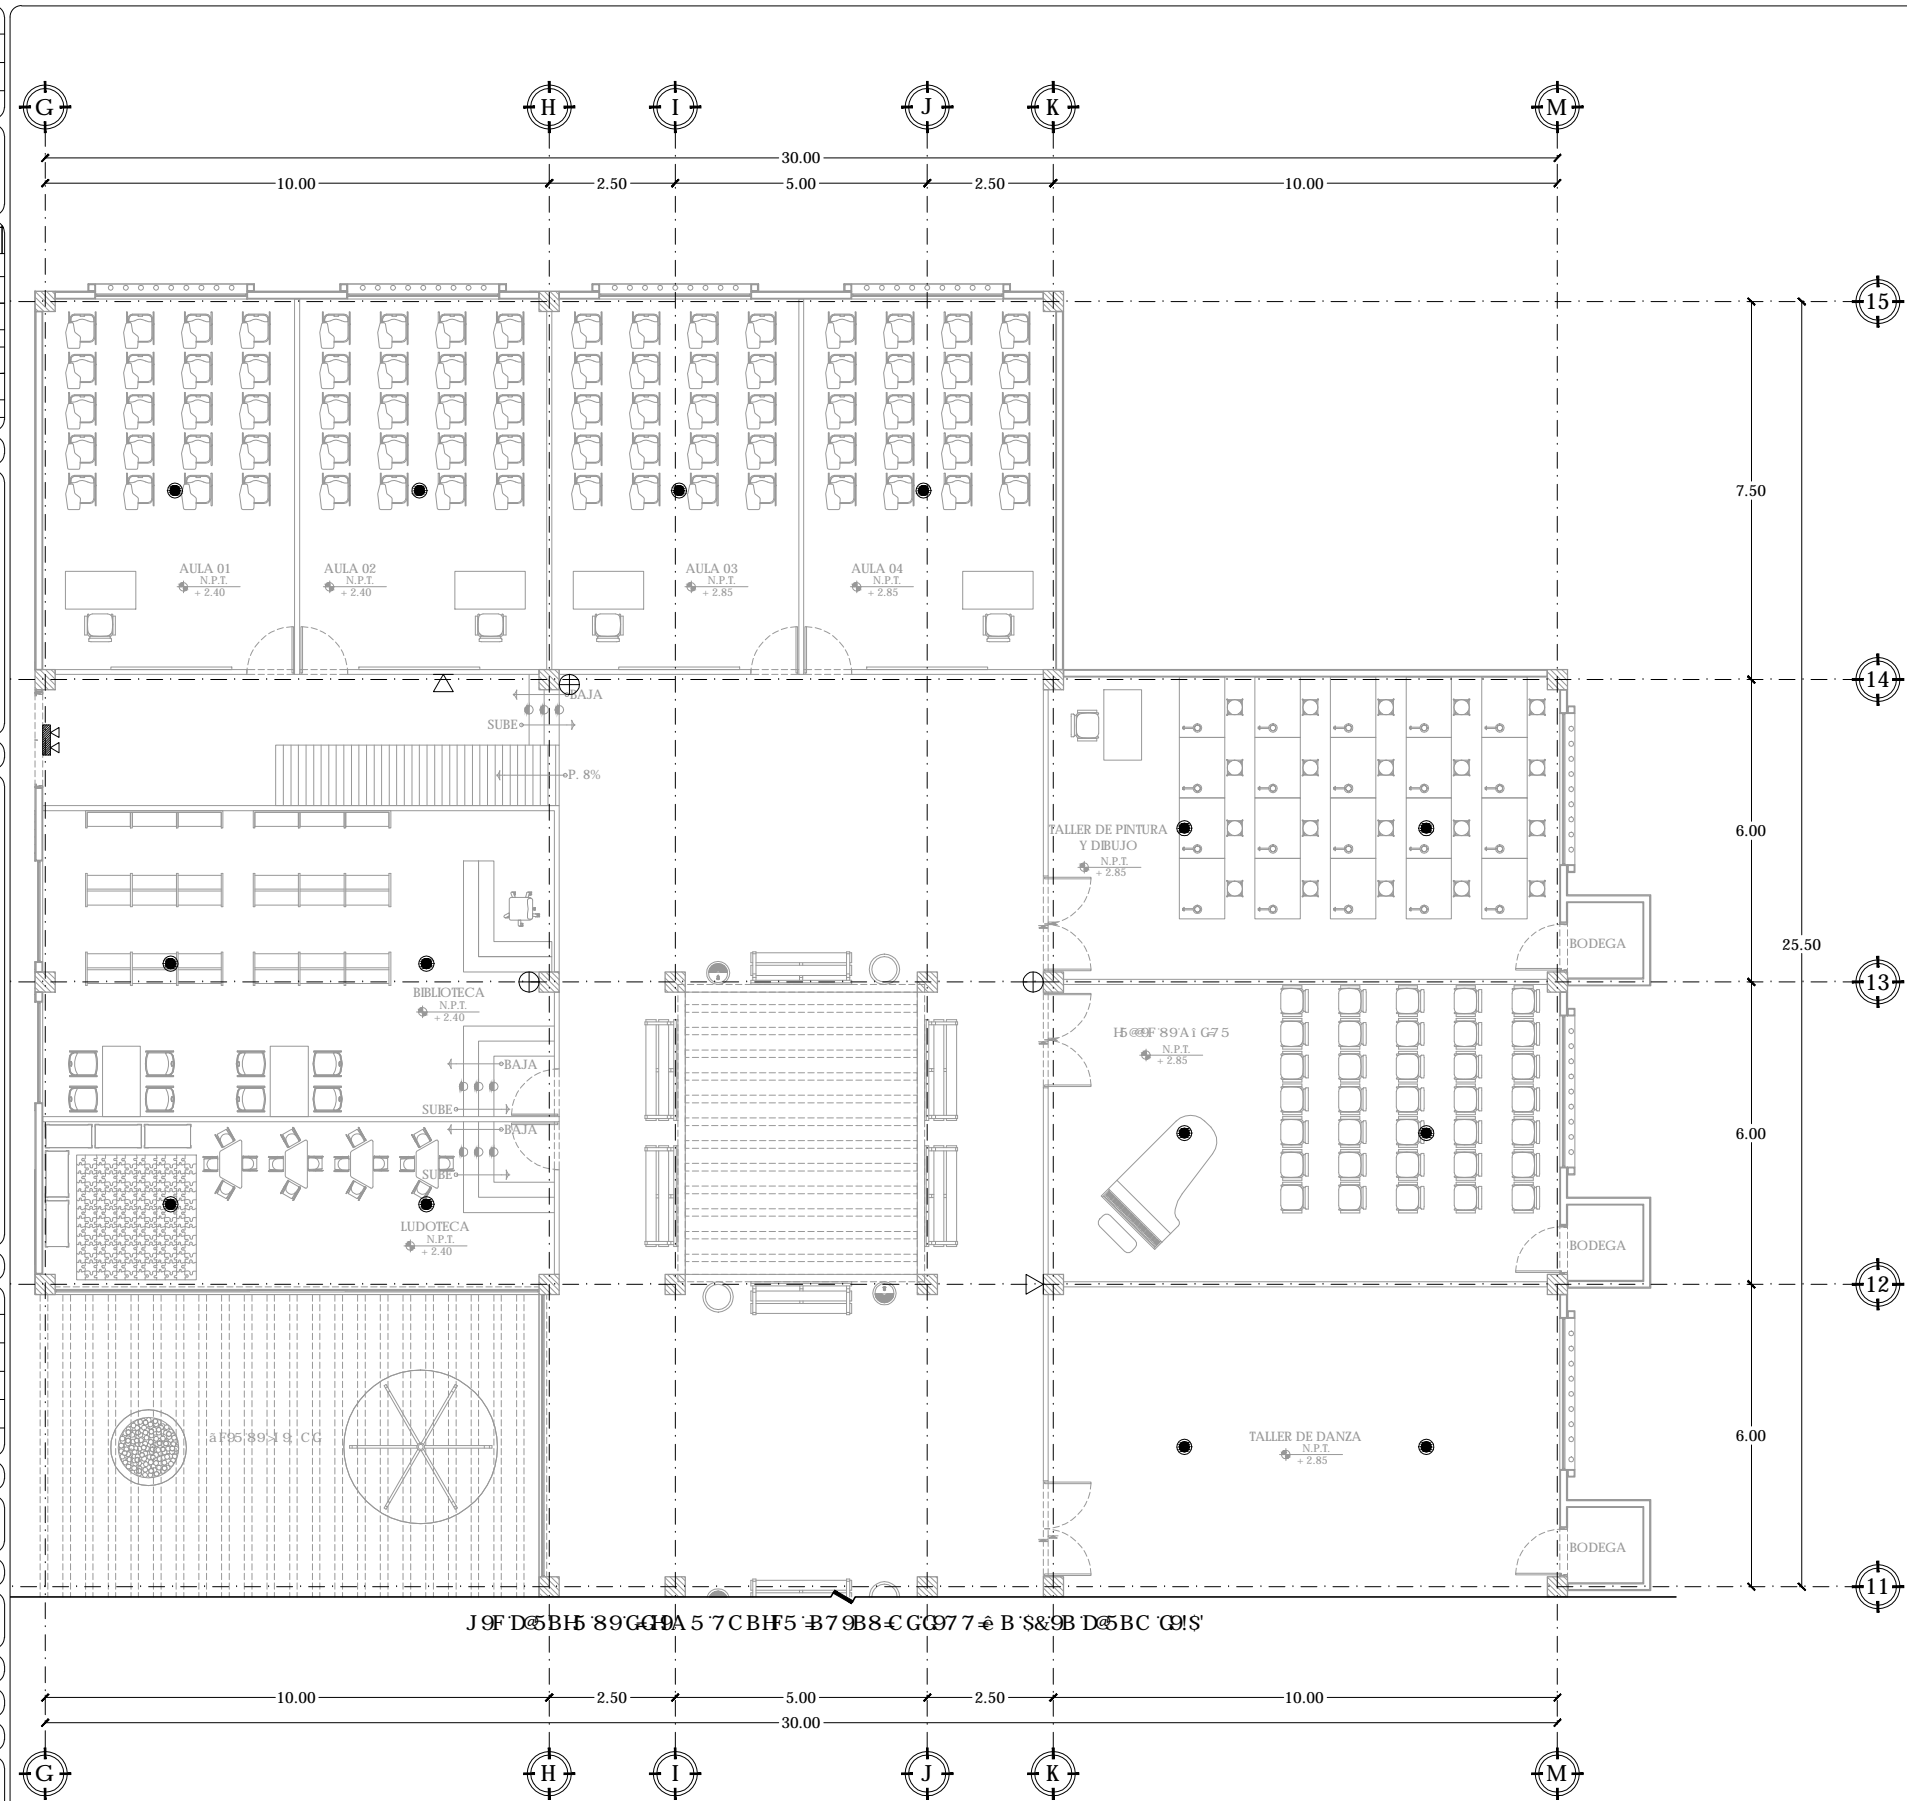 G H I J K M
30.00
10.00 2.50 5.00 2.50 10.00
15
7.50
AULA 01
N.P.T.
+ 2.40
AULA 02
N.P.T.
+ 2.40
AULA 03
N.P.T.
+ 2.85
AULA 04
N.P.T.
+ 2.85
14
BAJA
SUBE
P. 8%
TALLER DE PINTURA
Y DIBUJO
N.P.T.
+ 2.85
6.00
BODEGA
25.50
13
BIBLIOTECA
N.P.T.
+ 2.40
N.P.T.
+ 2.85
BAJA
SUBE
BAJA
SUBE
6.00
LUDOTECA
N.P.T.
+ 2.40
BODEGA
12
TALLER DE DANZA
N.P.T.
+ 2.85
6.00
BODEGA
11
10.00 2.50 5.00 2.50 10.00
30.00
G H I J K M